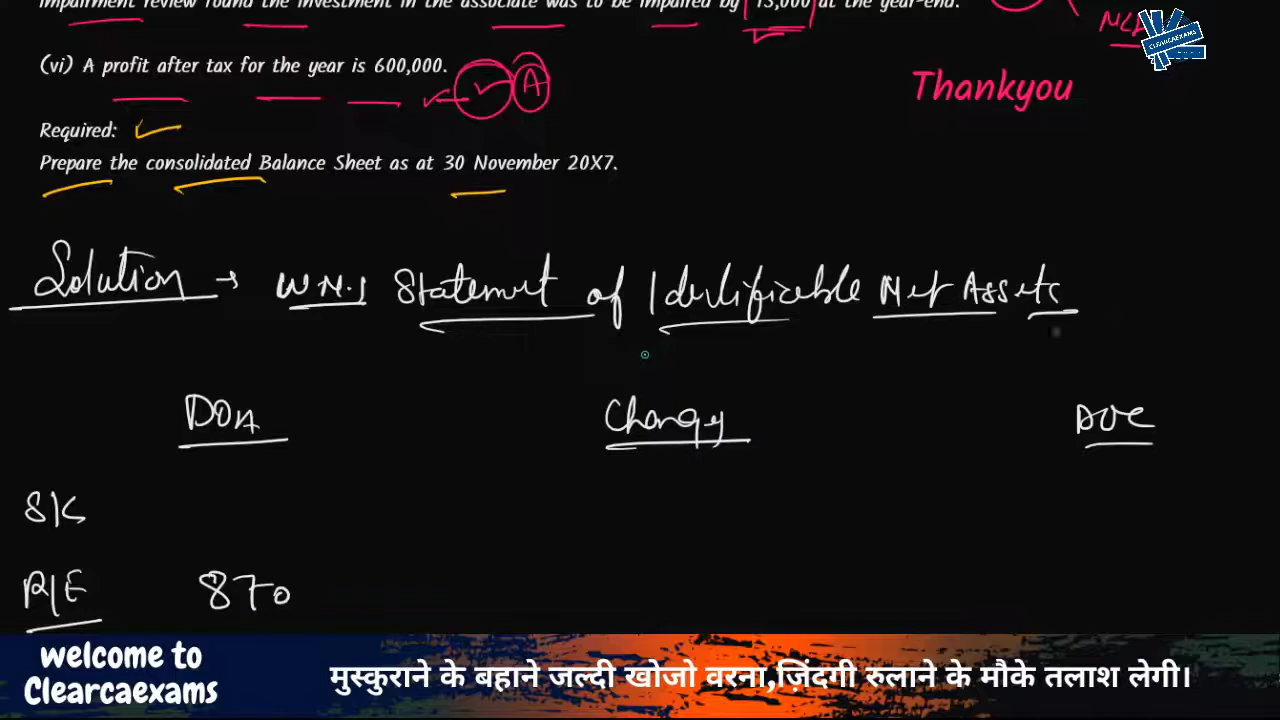 Impairment review found the investment in the associate was to be impaired by 15,000 at the year-end.
NCA
CLEARCAEXAMS
(vi) A profit after tax for the year is 600,000.
A
Thankyou
Required:
Prepare the consolidated Balance Sheet as at 30 November 20X7.
Solution → WN.1 Statement of Identifiable Net Assets
DOA Change DOC
S/C
R/E 870
welcome to
Clearcaexams
मुस्कुराने के बहाने जल्दी खोजो वरना,ज़िंदगी रुलाने के मौके तलाश लेगी।